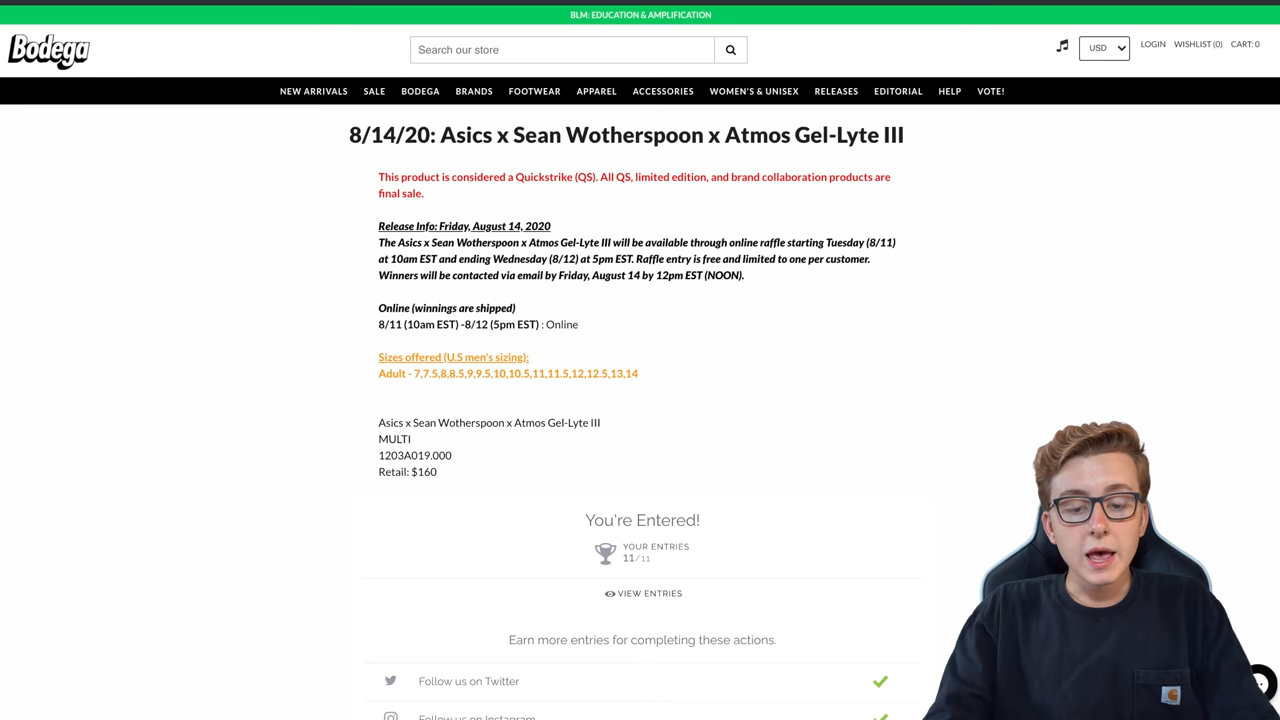 BLM: EDUCATION & AMPLIFICATION
Bodega
Search our store
USD
LOGIN WISHLIST (0) CART: 0
NEW ARRIVALS SALE BODEGA BRANDS FOOTWEAR APPAREL ACCESSORIES WOMEN'S & UNISEX RELEASES EDITORIAL HELP VOTE!
8/14/20: Asics x Sean Wotherspoon x Atmos Gel-Lyte III
This product is considered a Quickstrike (QS). All QS, limited edition, and brand collaboration products are
final sale.
Release Info: Friday, August 14, 2020
The Asics x Sean Wotherspoon x Atmos Gel-Lyte III will be available through online raffle starting Tuesday (8/11)
at 10am EST and ending Wednesday (8/12) at 5pm EST. Raffle entry is free and limited to one per customer.
Winners will be contacted via email by Friday, August 14 by 12pm EST (NOON).
Online (winnings are shipped)
8/11 (10am EST) -8/12 (5pm EST) : Online
Sizes offered (U.S men's sizing):
Adult - 7,7.5,8,8.5,9,9.5,10,10.5,11,11.5,12,12.5,13,14
Asics x Sean Wotherspoon x Atmos Gel-Lyte III
MULTI
1203A019.000
Retail: $160
You're Entered!
YOUR ENTRIES
11/11
VIEW ENTRIES
Earn more entries for completing these actions.
Follow us on Twitter
Follow us on Instagram